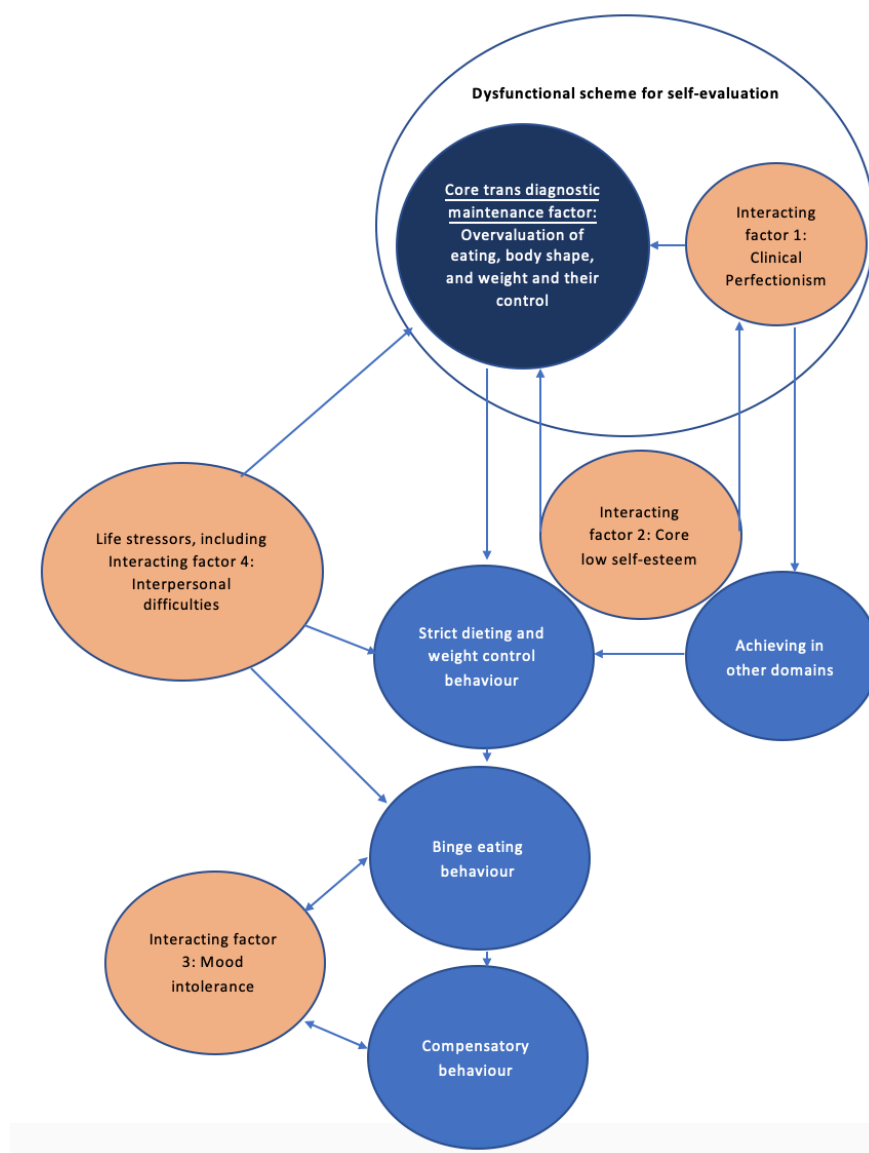 Dysfunctional scheme for self-evaluation
Core trans diagnostic
maintenance factor:
Overvaluation of
eating, body shape,
and weight and their
control
Interacting
factor 1:
Clinical
Perfectionism
Life stressors, including
Interacting factor 4:
Interpersonal
difficulties
Interacting
factor 2: Core
low self-esteem
Strict dieting and
weight control
behaviour
Achieving in
other domains
Binge eating
behaviour
Interacting factor
3: Mood
intolerance
Compensatory
behaviour